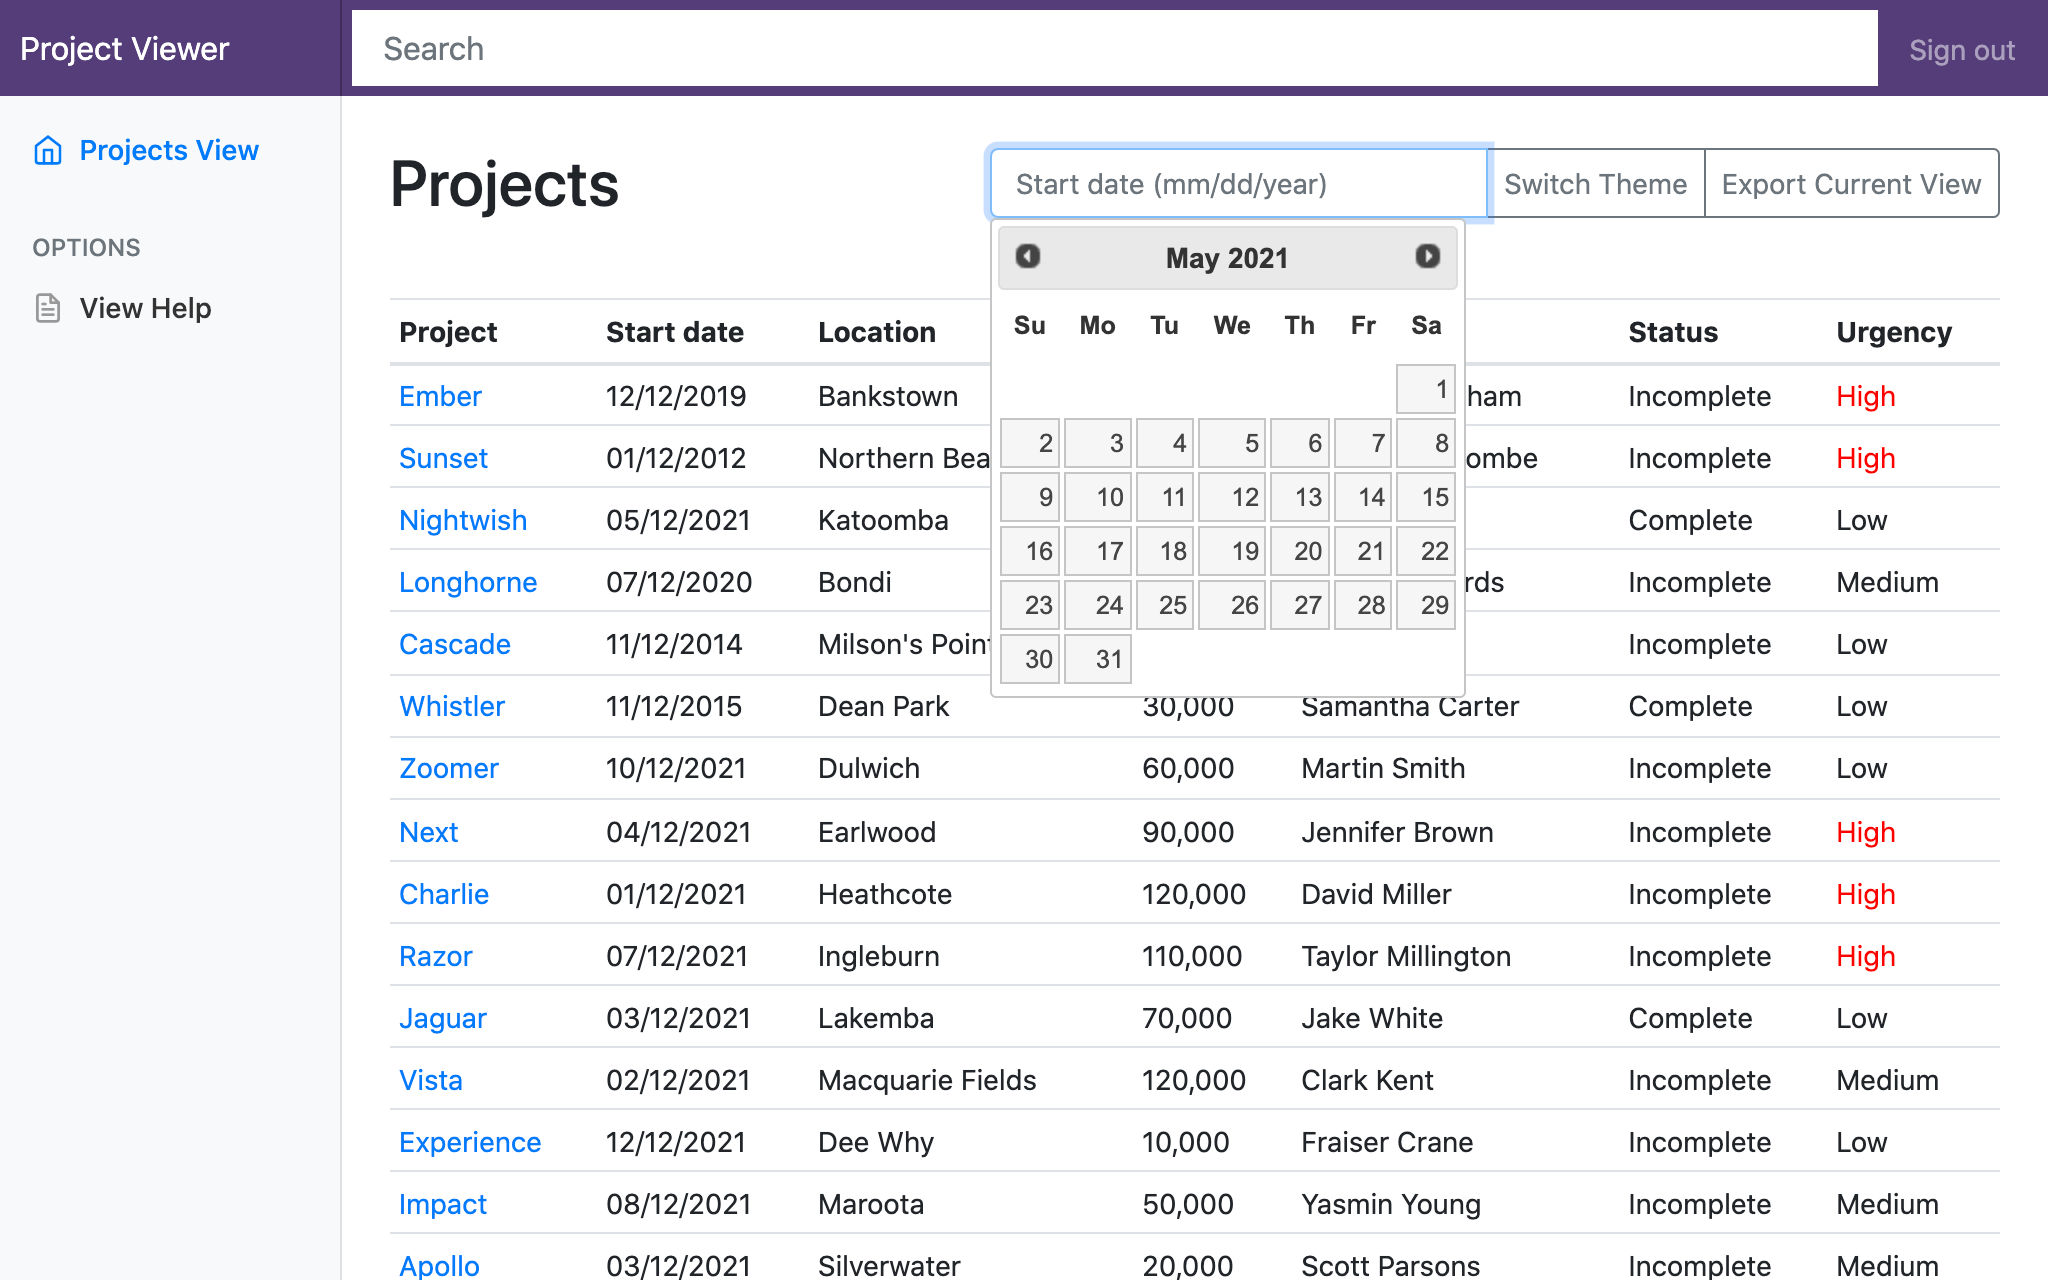 Project Viewer
Search
Sign out
Projects View
OPTIONS
View Help
Projects
Start date (mm/dd/year)
Switch Theme
Export Current View
May 2021
Su Mo Tu We Th Fr Sa
1
2 3 4 5 6 7 8
9 10 11 12 13 14 15
16 17 18 19 20 21 22
23 24 25 26 27 28 29
30 31
Project Start date Location Status Urgency
Ember 12/12/2019 Bankstown ham Incomplete High
Sunset 01/12/2012 Northern Bea ombe Incomplete High
Nightwish 05/12/2021 Katoomba Complete Low
Longhorne 07/12/2020 Bondi rds Incomplete Medium
Cascade 11/12/2014 Milson's Point Incomplete Low
Whistler 11/12/2015 Dean Park 30,000 Samantha Carter Complete Low
Zoomer 10/12/2021 Dulwich 60,000 Martin Smith Incomplete Low
Next 04/12/2021 Earlwood 90,000 Jennifer Brown Incomplete High
Charlie 01/12/2021 Heathcote 120,000 David Miller Incomplete High
Razor 07/12/2021 Ingleburn 110,000 Taylor Millington Incomplete High
Jaguar 03/12/2021 Lakemba 70,000 Jake White Complete Low
Vista 02/12/2021 Macquarie Fields 120,000 Clark Kent Incomplete Medium
Experience 12/12/2021 Dee Why 10,000 Fraiser Crane Incomplete Low
Impact 08/12/2021 Maroota 50,000 Yasmin Young Incomplete Medium
Apollo 03/12/2021 Silverwater 20,000 Scott Parsons Incomplete Medium